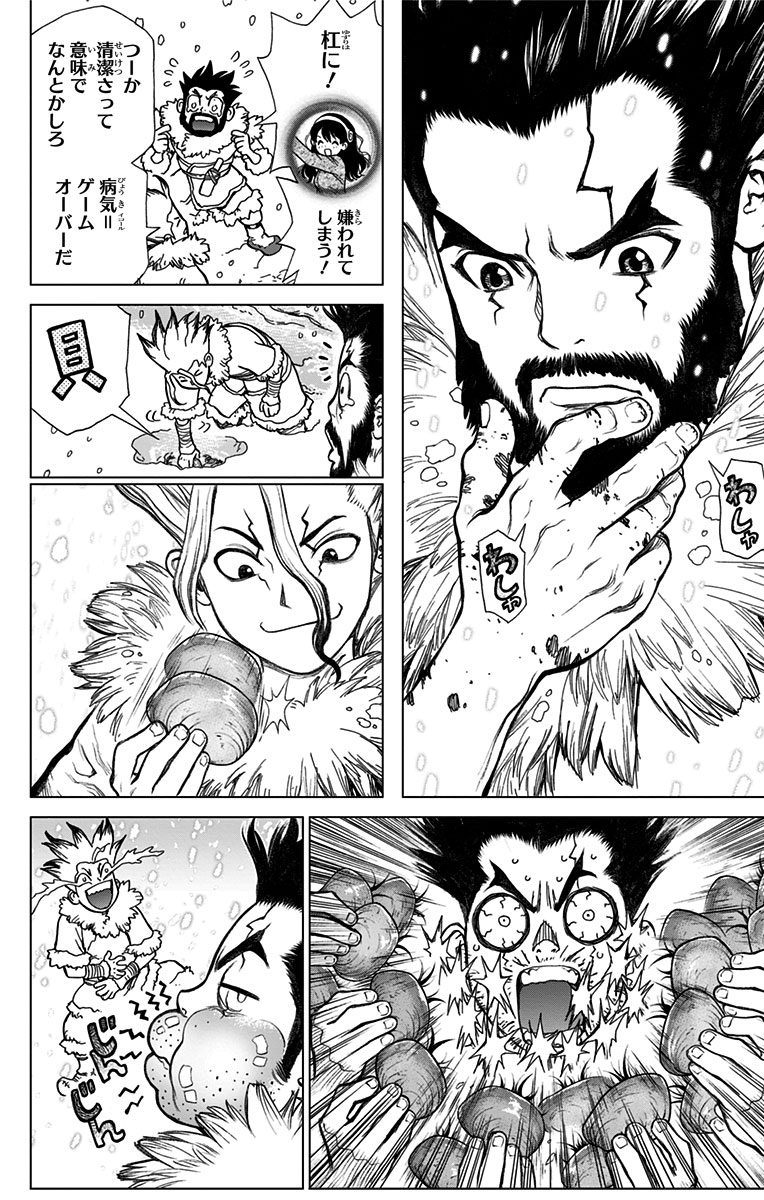 わしゃ
わしゃ
杠に！
嫌われて
しまう！
つーか
清潔さって
意味で
なんとかしろ
病気＝
ゲーム
オーバーだ
貝
じんじん